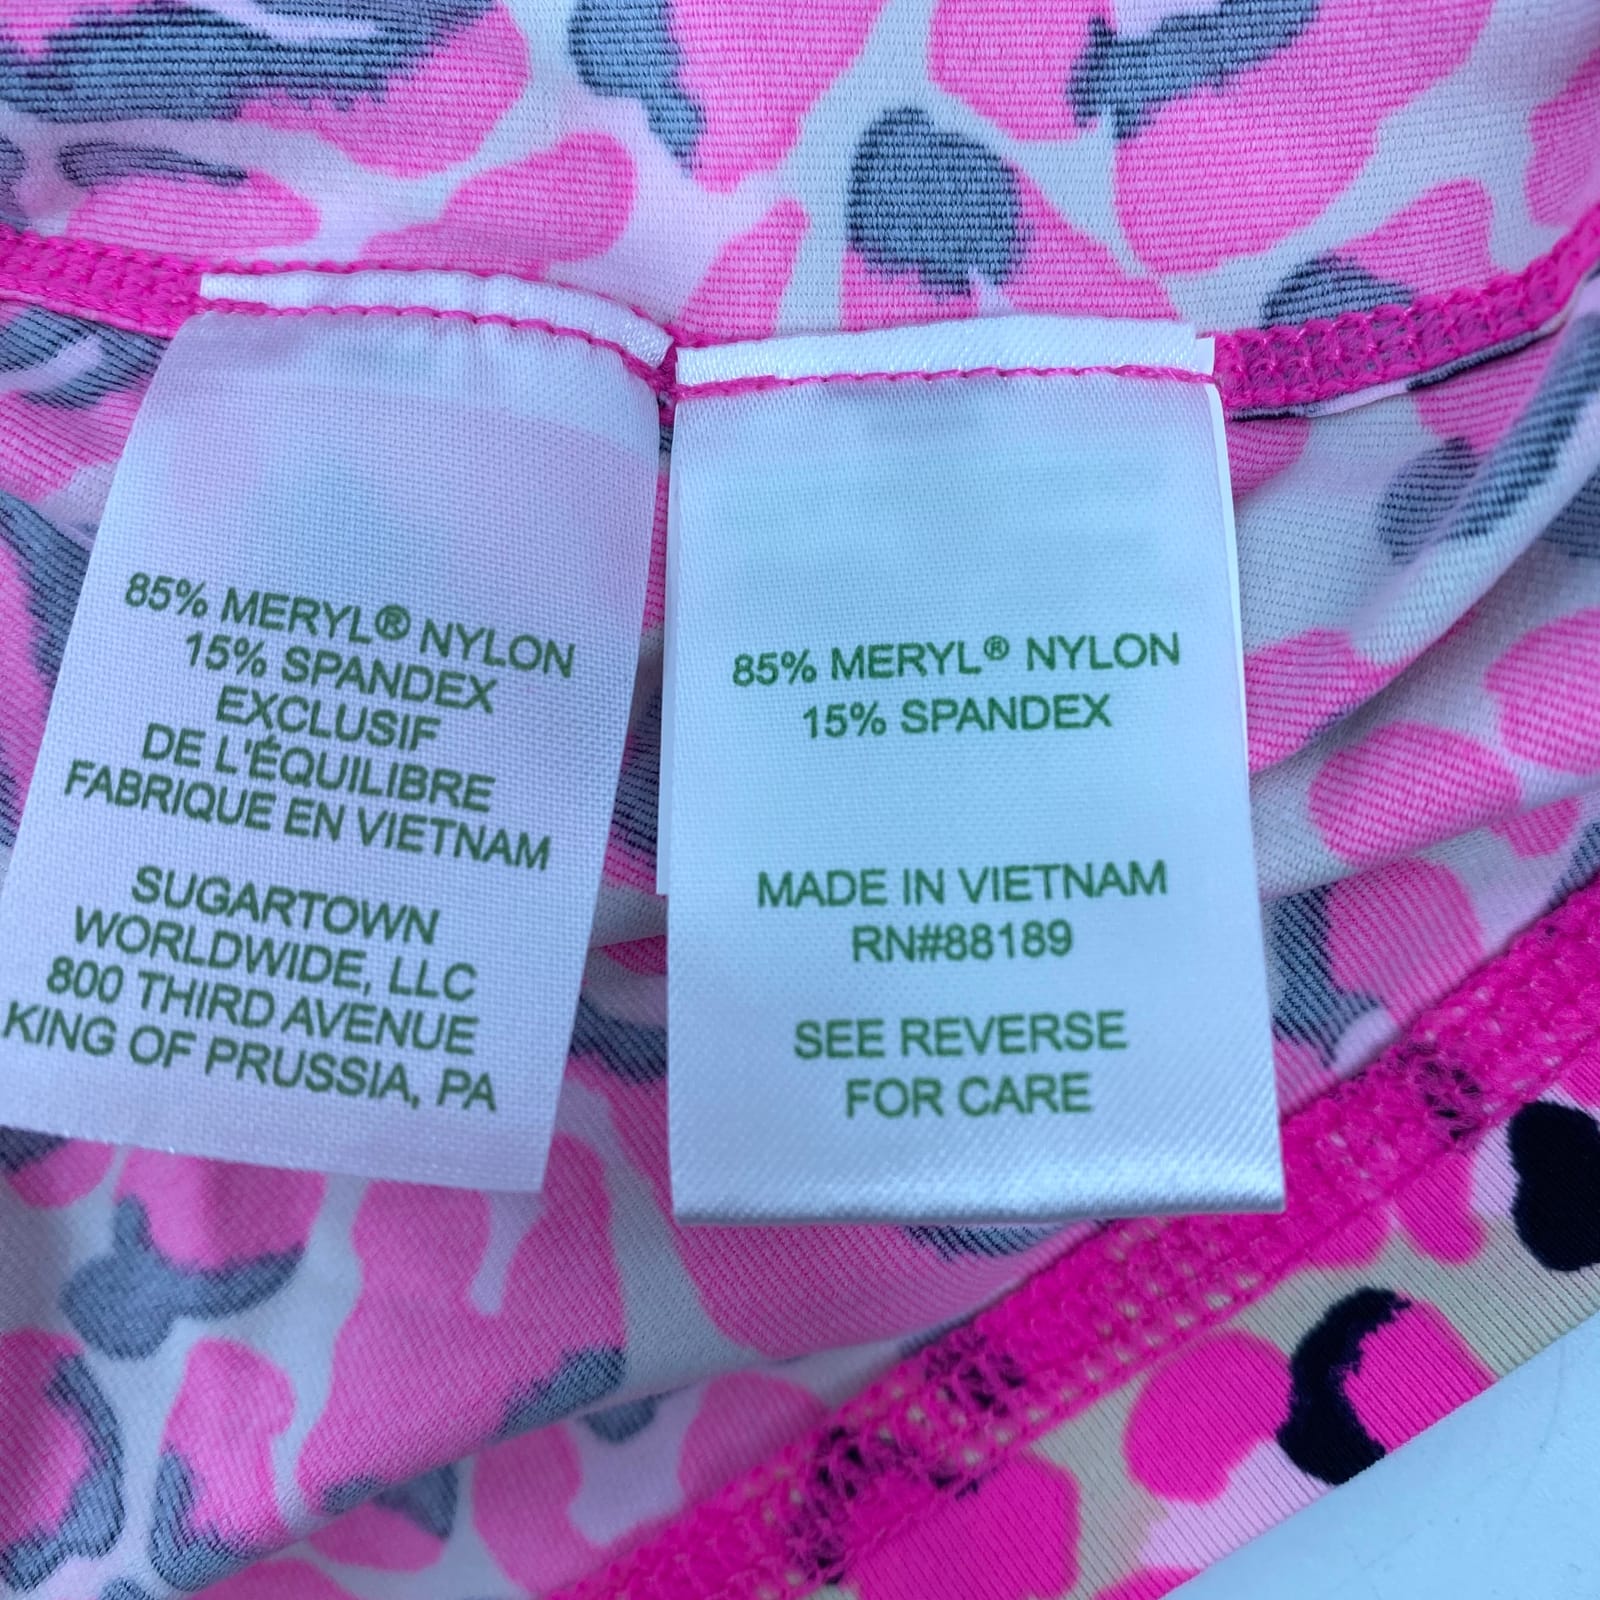 85% MERYL® NYLON
15% SPANDEX
EXCLUSIF
DE L'ÉQUILIBRE
FABRIQUE EN VIETNAM
SUGARTOWN
WORLDWIDE, LLC
800 THIRD AVENUE
KING OF PRUSSIA, PA
85% MERYL® NYLON
15% SPANDEX
MADE IN VIETNAM
RN#88189
SEE REVERSE
FOR CARE